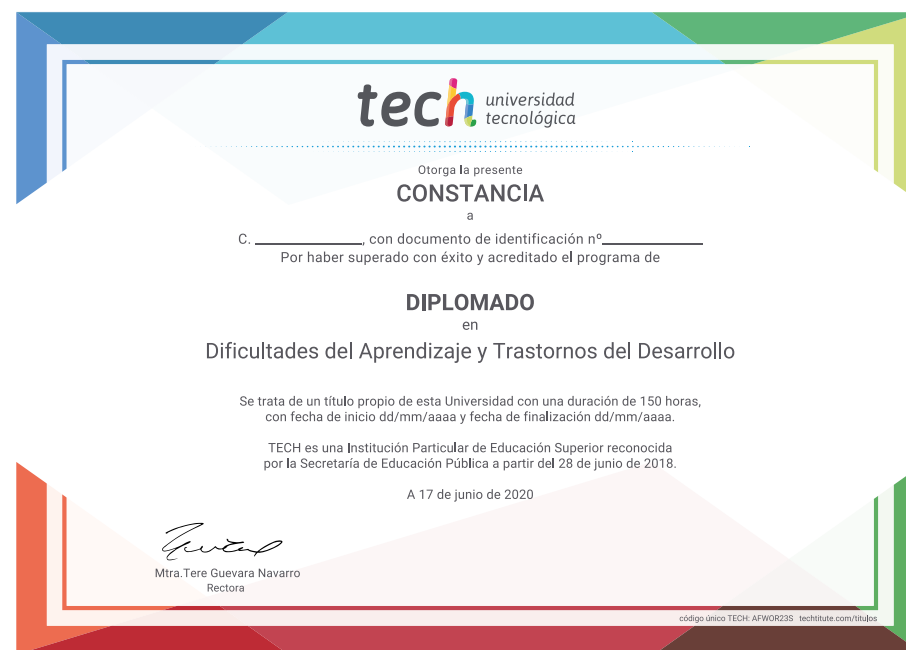 tech universidad
tecnológica
Otorga la presente
CONSTANCIA
a
C. ______________, con documento de identificación nº_____________
Por haber superado con éxito y acreditado el programa de
DIPLOMADO
en
Dificultades del Aprendizaje y Trastornos del Desarrollo
Se trata de un título propio de esta Universidad con una duración de 150 horas,
con fecha de inicio dd/mm/aaaa y fecha de finalización dd/mm/aaaa.
TECH es una Institución Particular de Educación Superior reconocida
por la Secretaría de Educación Pública a partir del 28 de junio de 2018.
A 17 de junio de 2020
Mtra.Tere Guevara Navarro
Rectora
código único TECH: AFWOR23S techtitute.com/titulos